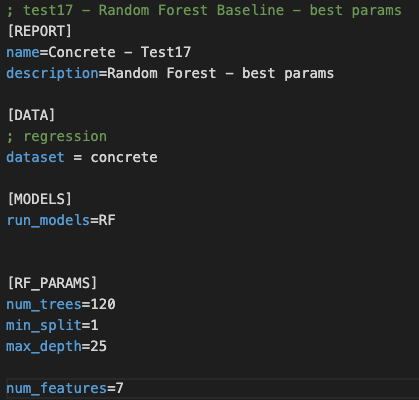 ; test17 - Random Forest Baseline - best params
[REPORT]
name=Concrete - Test17
description=Random Forest - best params
[DATA]
; regression
dataset = concrete
[MODELS]
run_models=RF
[RF_PARAMS]
num_trees=120
min_split=1
max_depth=25
num_features=7